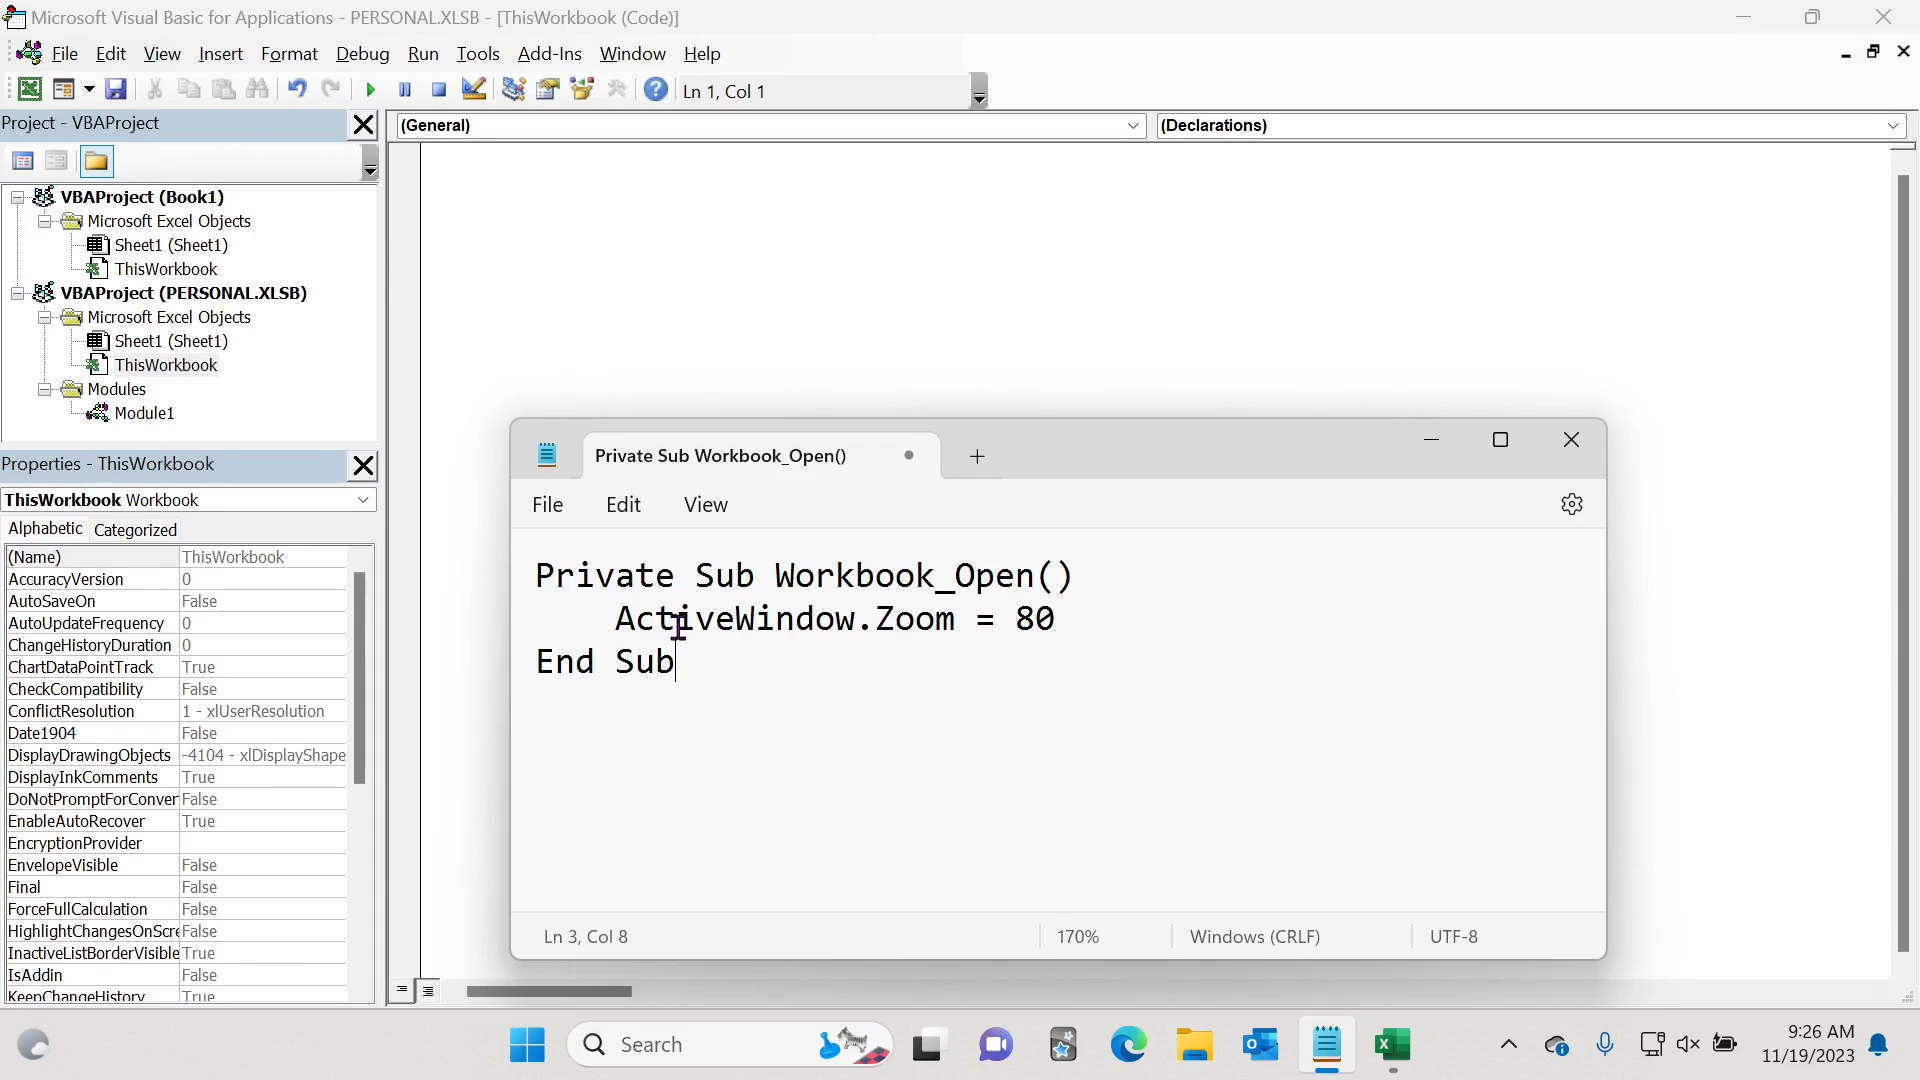 Microsoft Visual Basic for Applications - PERSONAL.XLSB - [ThisWorkbook (Code)]
File Edit View Insert Format Debug Run Tools Add-Ins Window Help
Ln 1, Col 1
Project - VBAProject
(General) (Declarations)
VBAProject (Book1)
Microsoft Excel Objects
Sheet1 (Sheet1)
ThisWorkbook
VBAProject (PERSONAL.XLSB)
Microsoft Excel Objects
Sheet1 (Sheet1)
ThisWorkbook
Modules
Module1
Properties - ThisWorkbook
ThisWorkbook Workbook
Alphabetic Categorized
(Name) ThisWorkbook
AccuracyVersion 0
AutoSaveOn False
AutoUpdateFrequency 0
ChangeHistoryDuration 0
ChartDataPointTrack True
CheckCompatibility False
ConflictResolution 1 - xlUserResolution
Date1904 False
DisplayDrawingObjects -4104 - xlDisplayShape
DisplayInkComments True
DoNotPromptForConver False
EnableAutoRecover True
EncryptionProvider
EnvelopeVisible False
Final False
ForceFullCalculation False
HighlightChangesOnScre False
InactiveListBorderVisible True
IsAddin False
KeepChangeHistory True
Private Sub Workbook_Open()
File Edit View
Private Sub Workbook_Open()
ActiveWindow.Zoom = 80
End Sub
Ln 3, Col 8 170% Windows (CRLF) UTF-8
Search
9:26 AM
11/19/2023